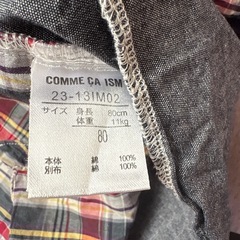 COMME CA ISM
23-13IM02
サイズ 身長 80cm
体重 11kg
80
本体 綿 100%
別布 綿 100%